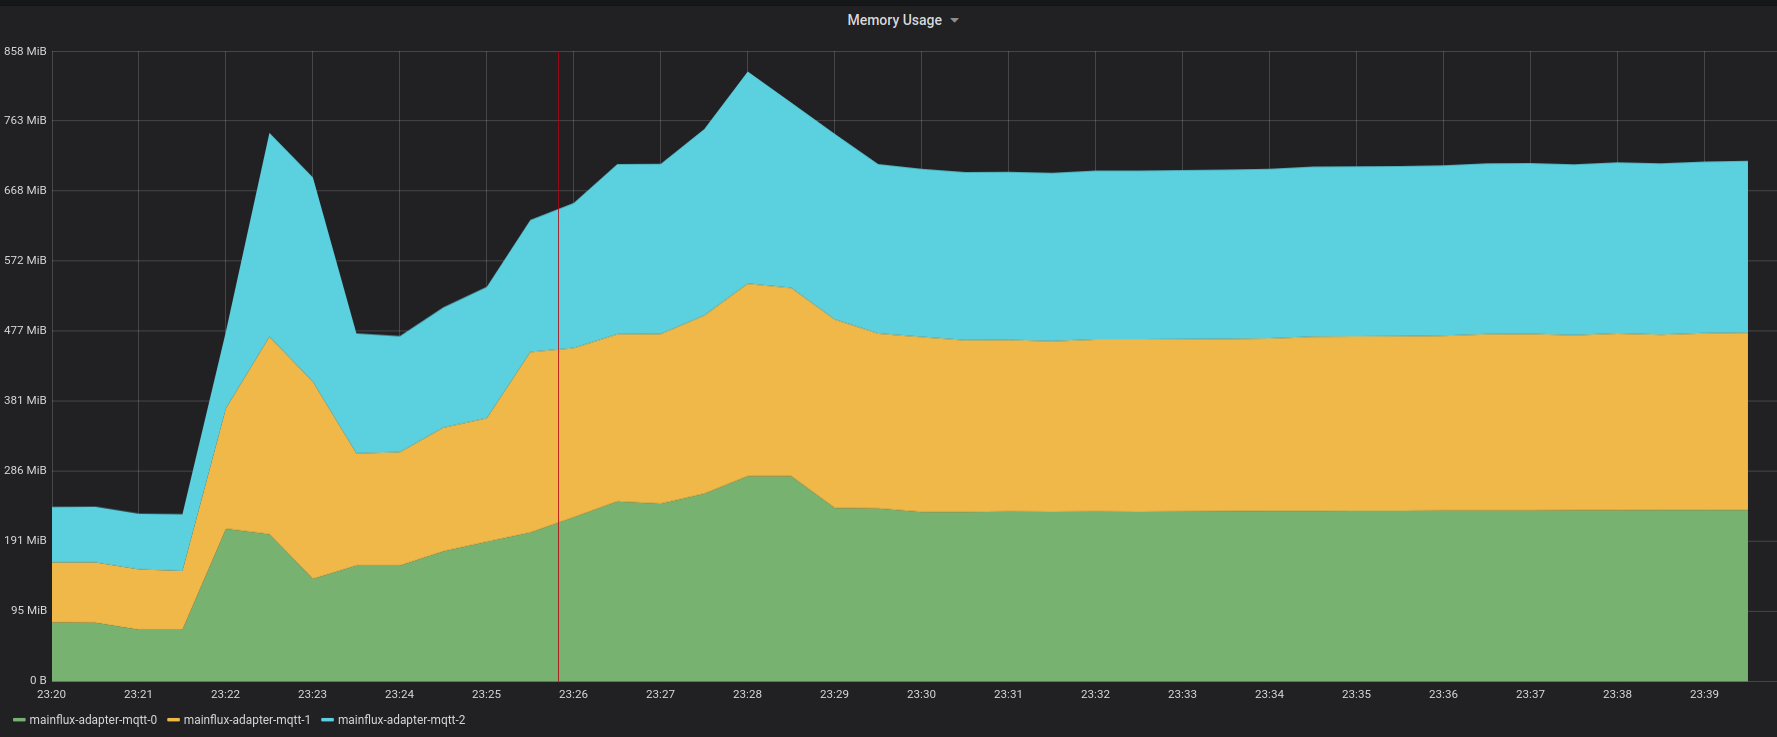 Memory Usage
858 MiB
763 MiB
668 MiB
572 MiB
477 MiB
381 MiB
286 MiB
191 MiB
95 MiB
0 B
23:20 23:21 23:22 23:23 23:24 23:25 23:26 23:27 23:28 23:29 23:30 23:31 23:32 23:33 23:34 23:35 23:36 23:37 23:38 23:39
mainflux-adapter-mqtt-0 mainflux-adapter-mqtt-1 mainflux-adapter-mqtt-2